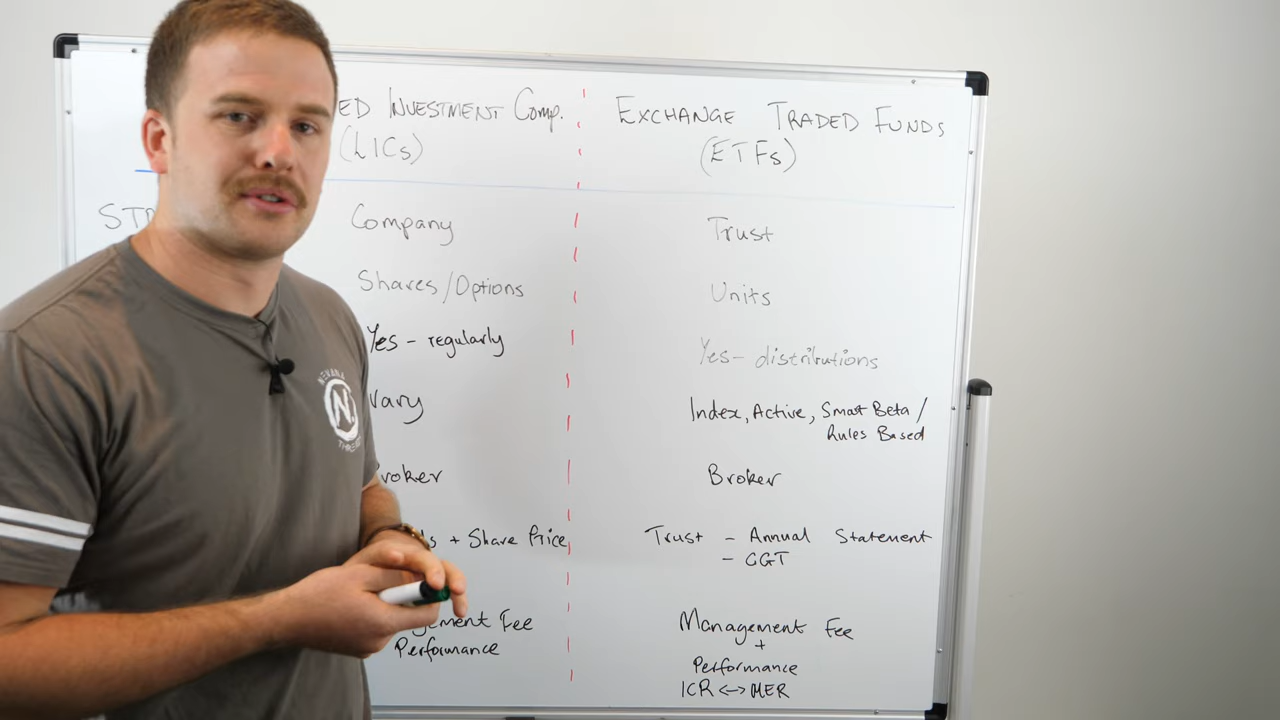 ED INVESTMENT COMP.
(LICs)
EXCHANGE TRADED FUNDS
(ETFs)
Company
Trust
Shares/Options
Units
Yes - regularly
Yes - distributions
Vary
Index, Active, Smart Beta /
Rules Based
roker
Broker
+ Share Price
Trust - Annual Statement
- CGT
gement Fee
Performance
Management Fee
+
Performance
ICR <-> MER
N.